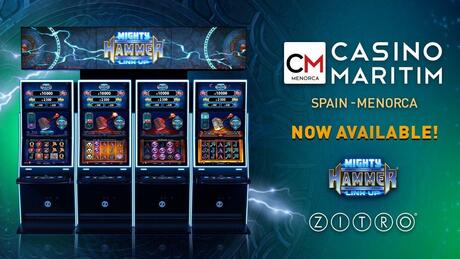 MIGHTY
HAMMER
LINK UP
CM
MENORCA
CASINO
MARITIM
SPAIN -MENORCA
NOW AVAILABLE!
MIGHTY
HAMMER
LINK UP
ZITRO